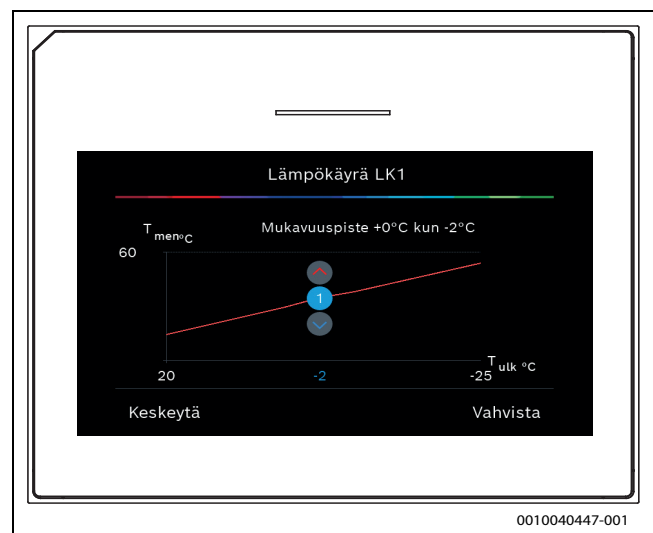 Lämpökäyrä LK1
Mukavuuspiste +0°C kun -2°C
T men°C
60
1
T ulk °C
20 -2 -25
Keskeytä Vahvista
0010040447-001